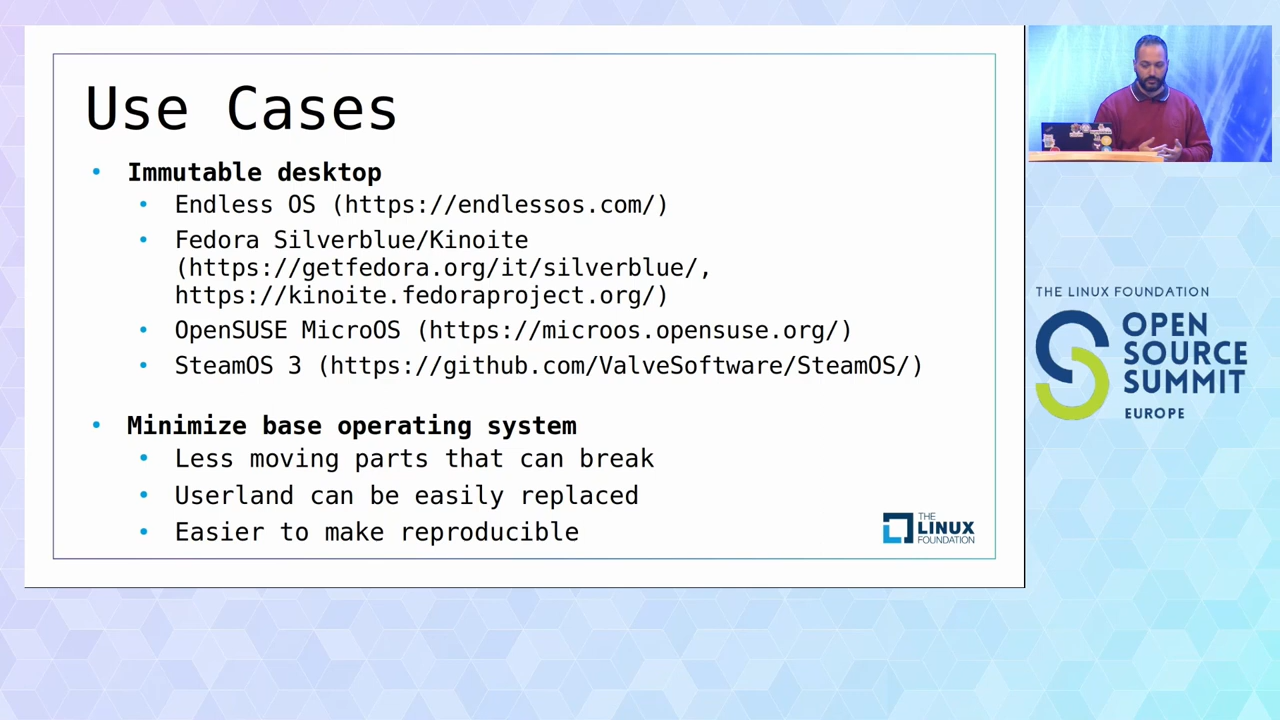 Use Cases
• Immutable desktop
• Endless OS (https://endlessos.com/)
• Fedora Silverblue/Kinoite
(https://getfedora.org/it/silverblue/,
https://kinoite.fedoraproject.org/)
• OpenSUSE MicroOS (https://microos.opensuse.org/)
• SteamOS 3 (https://github.com/ValveSoftware/SteamOS/)
• Minimize base operating system
• Less moving parts that can break
• Userland can be easily replaced
• Easier to make reproducible
THE
LINUX
FOUNDATION
THE LINUX FOUNDATION
OPEN
SOURCE
SUMMIT
EUROPE